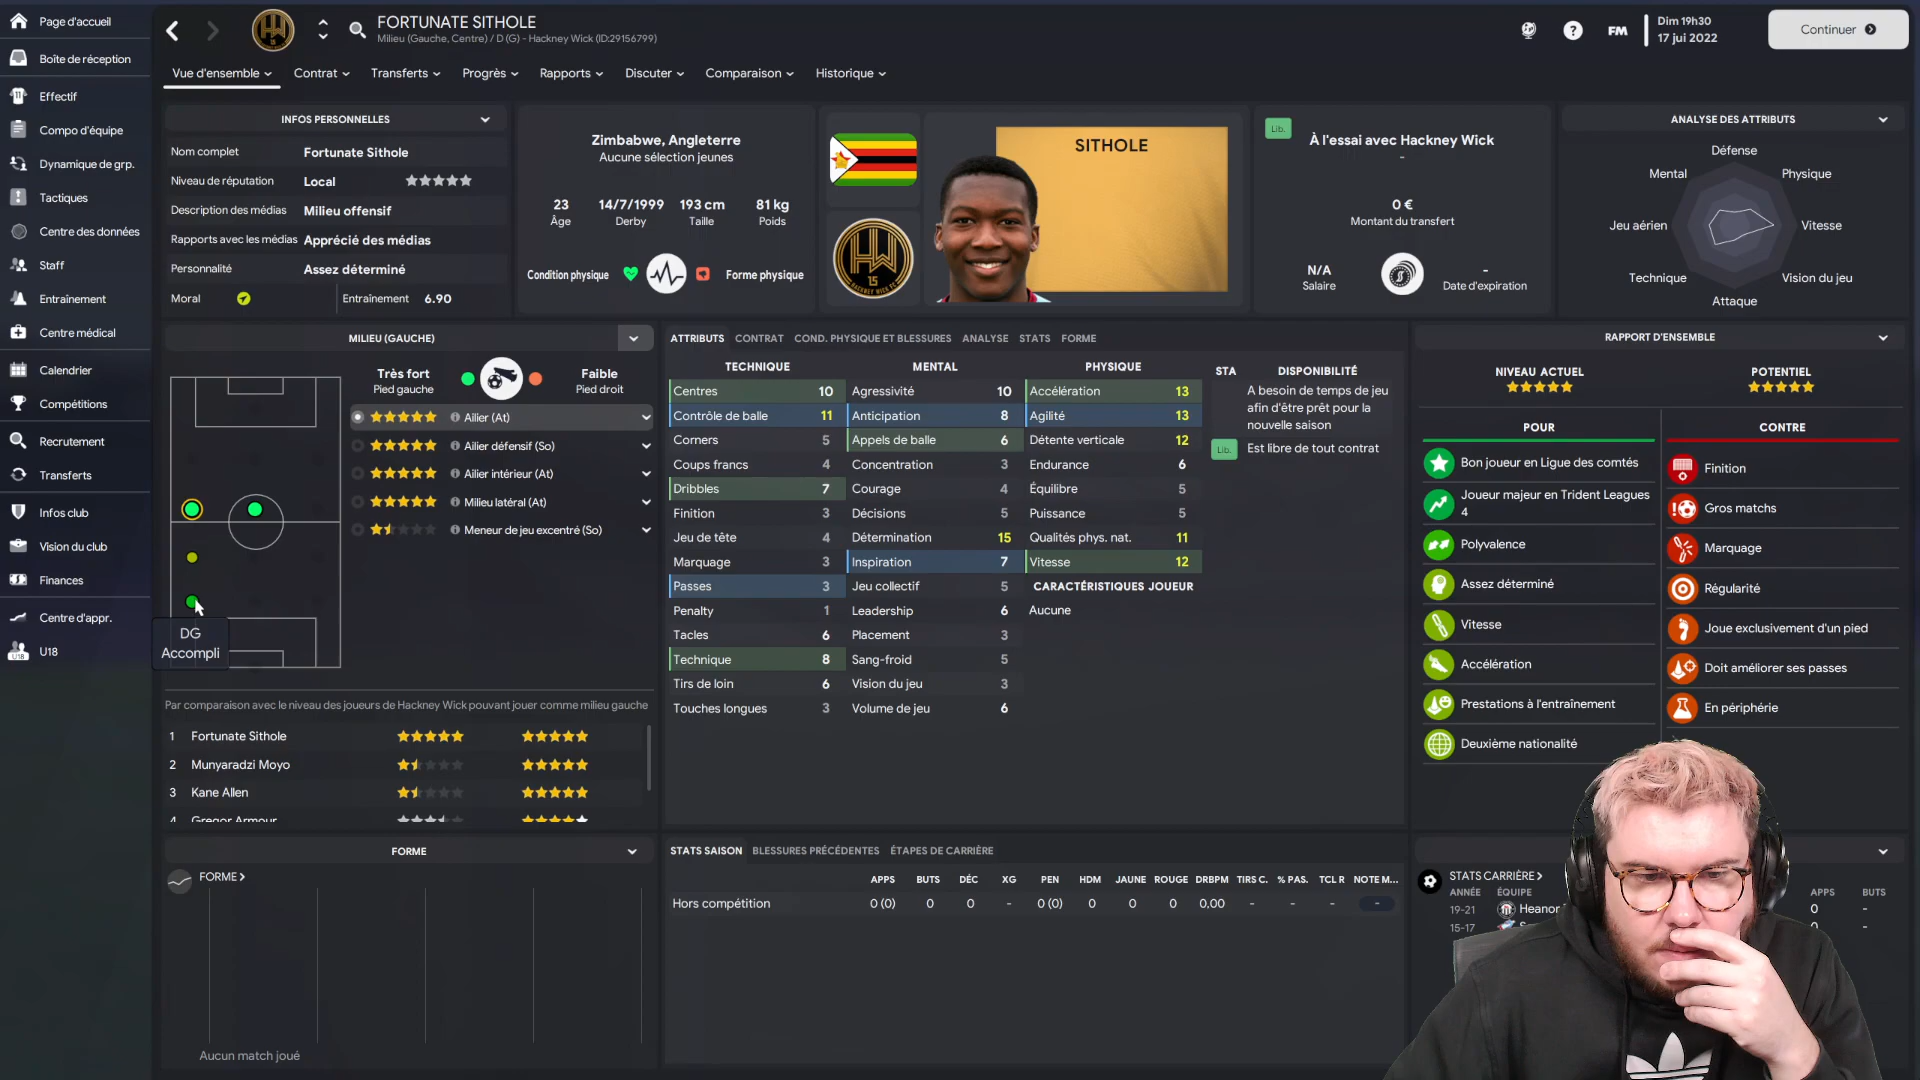 Page d'accueil
Boîte de réception
Effectif
Compo d'équipe
Dynamique de grp.
Tactiques
Centre des données
Staff
Entraînement
Centre médical
Calendrier
Compétitions
Recrutement
Transferts
Infos club
Vision du club
Finances
Centre d'appr.
U18
FORTUNATE SITHOLE
Milieu (Gauche, Centre) / D (G) - Hackney Wick (ID:29156799)
FM
Dim 19h30
17 jui 2022
Continuer
Vue d'ensemble Contrat Transferts Progrès Rapports Discuter Comparaison Historique
INFOS PERSONNELLES
Nom complet Fortunate Sithole
Niveau de réputation Local
Description des médias Milieu offensif
Rapports avec les médias Apprécié des médias
Personnalité Assez déterminé
Moral Entraînement 6.90
Zimbabwe, Angleterre
Aucune sélection jeunes
23 14/7/1999 193 cm 81 kg
Âge Derby Taille Poids
Condition physique Forme physique
SITHOLE
Lib.
À l'essai avec Hackney Wick
-
0 €
Montant du transfert
N/A -
Salaire Date d'expiration
ANALYSE DES ATTRIBUTS
Défense
Mental Physique
Jeu aérien Vitesse
Technique Vision du jeu
Attaque
MILIEU (GAUCHE)
Très fort Faible
Pied gauche Pied droit
Ailier (At)
Ailier défensif (So)
Ailier intérieur (At)
Milieu latéral (At)
Meneur de jeu excentré (So)
DG
Accompli
Par comparaison avec le niveau des joueurs de Hackney Wick pouvant jouer comme milieu gauche
1 Fortunate Sithole
2 Munyaradzi Moyo
3 Kane Allen
4 Gregor Armour
ATTRIBUTS CONTRAT COND. PHYSIQUE ET BLESSURES ANALYSE STATS FORME
TECHNIQUE MENTAL PHYSIQUE
Centres 10 Agressivité 10 Accélération 13
Contrôle de balle 11 Anticipation 8 Agilité 13
Corners 5 Appels de balle 6 Détente verticale 12
Coups francs 4 Concentration 3 Endurance 6
Dribbles 7 Courage 4 Équilibre 5
Finition 3 Décisions 5 Puissance 5
Jeu de tête 4 Détermination 15 Qualités phys. nat. 11
Marquage 3 Inspiration 7 Vitesse 12
Passes 3 Jeu collectif 5 CARACTÉRISTIQUES JOUEUR
Penalty 1 Leadership 6 Aucune
Tacles 6 Placement 3
Technique 8 Sang-froid 5
Tirs de loin 6 Vision du jeu 3
Touches longues 3 Volume de jeu 6
STA DISPONIBILITÉ
A besoin de temps de jeu
afin d'être prêt pour la
nouvelle saison
Lib. Est libre de tout contrat
RAPPORT D'ENSEMBLE
NIVEAU ACTUEL POTENTIEL
POUR CONTRE
Bon joueur en Ligue des comtés
Joueur majeur en Trident Leagues
4
Polyvalence
Assez déterminé
Vitesse
Accélération
Prestations à l'entraînement
Deuxième nationalité
Finition
Gros matchs
Marquage
Régularité
Joue exclusivement d'un pied
Doit améliorer ses passes
En périphérie
FORME
FORME
Aucun match joué
STATS SAISON BLESSURES PRÉCÉDENTES ÉTAPES DE CARRIÈRE
APPS BUTS DÉC XG PEN HDM JAUNE ROUGE DRBPM TIRS C. % PAS. TCL R NOTE M...
Hors compétition 0 (0) 0 0 - 0 (0) 0 0 0 0,00 - - - -
STATS CARRIÈRE
ANNÉE ÉQUIPE APPS BUTS
19-21 Heanor 0 -
15-17 0 -